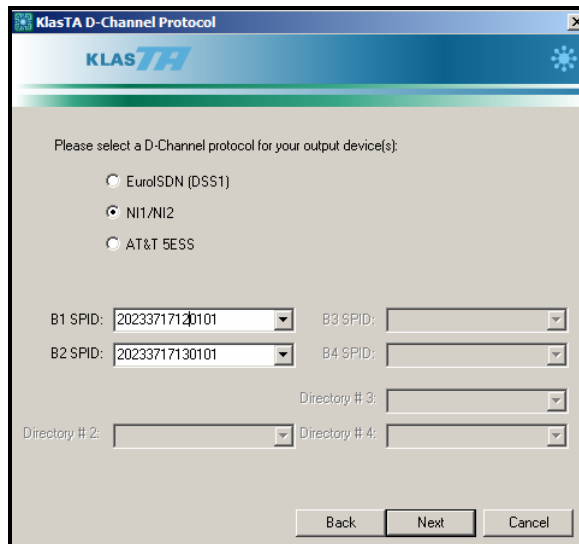 KlasTA D-Channel Protocol
KLAS TA
Please select a D-Channel protocol for your output device(s):
EuroISDN (DSS1)
NI1/NI2
AT&T 5ESS
B1 SPID: 20233717120101 B3 SPID:
B2 SPID: 20233717130101 B4 SPID:
Directory # 3:
Directory # 2: Directory # 4:
Back Next Cancel